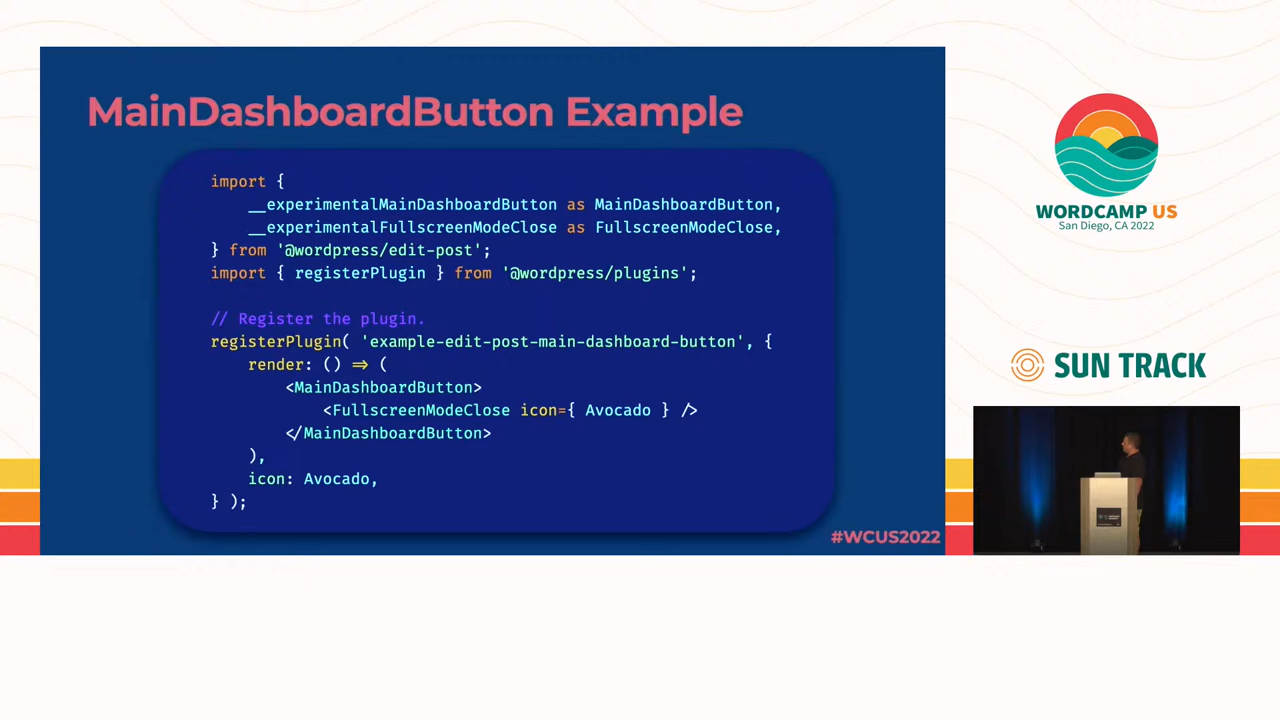 MainDashboardButton Example
import {
__experimentalMainDashboardButton as MainDashboardButton,
__experimentalFullscreenModeClose as FullscreenModeClose,
} from '@wordpress/edit-post';
import { registerPlugin } from '@wordpress/plugins';
// Register the plugin.
registerPlugin( 'example-edit-post-main-dashboard-button', {
render: () => (
<MainDashboardButton>
<FullscreenModeClose icon={ Avocado } />
</MainDashboardButton>
),
icon: Avocado,
} );
#WCUS2022
WORDCAMP US
San Diego, CA 2022
SUN TRACK